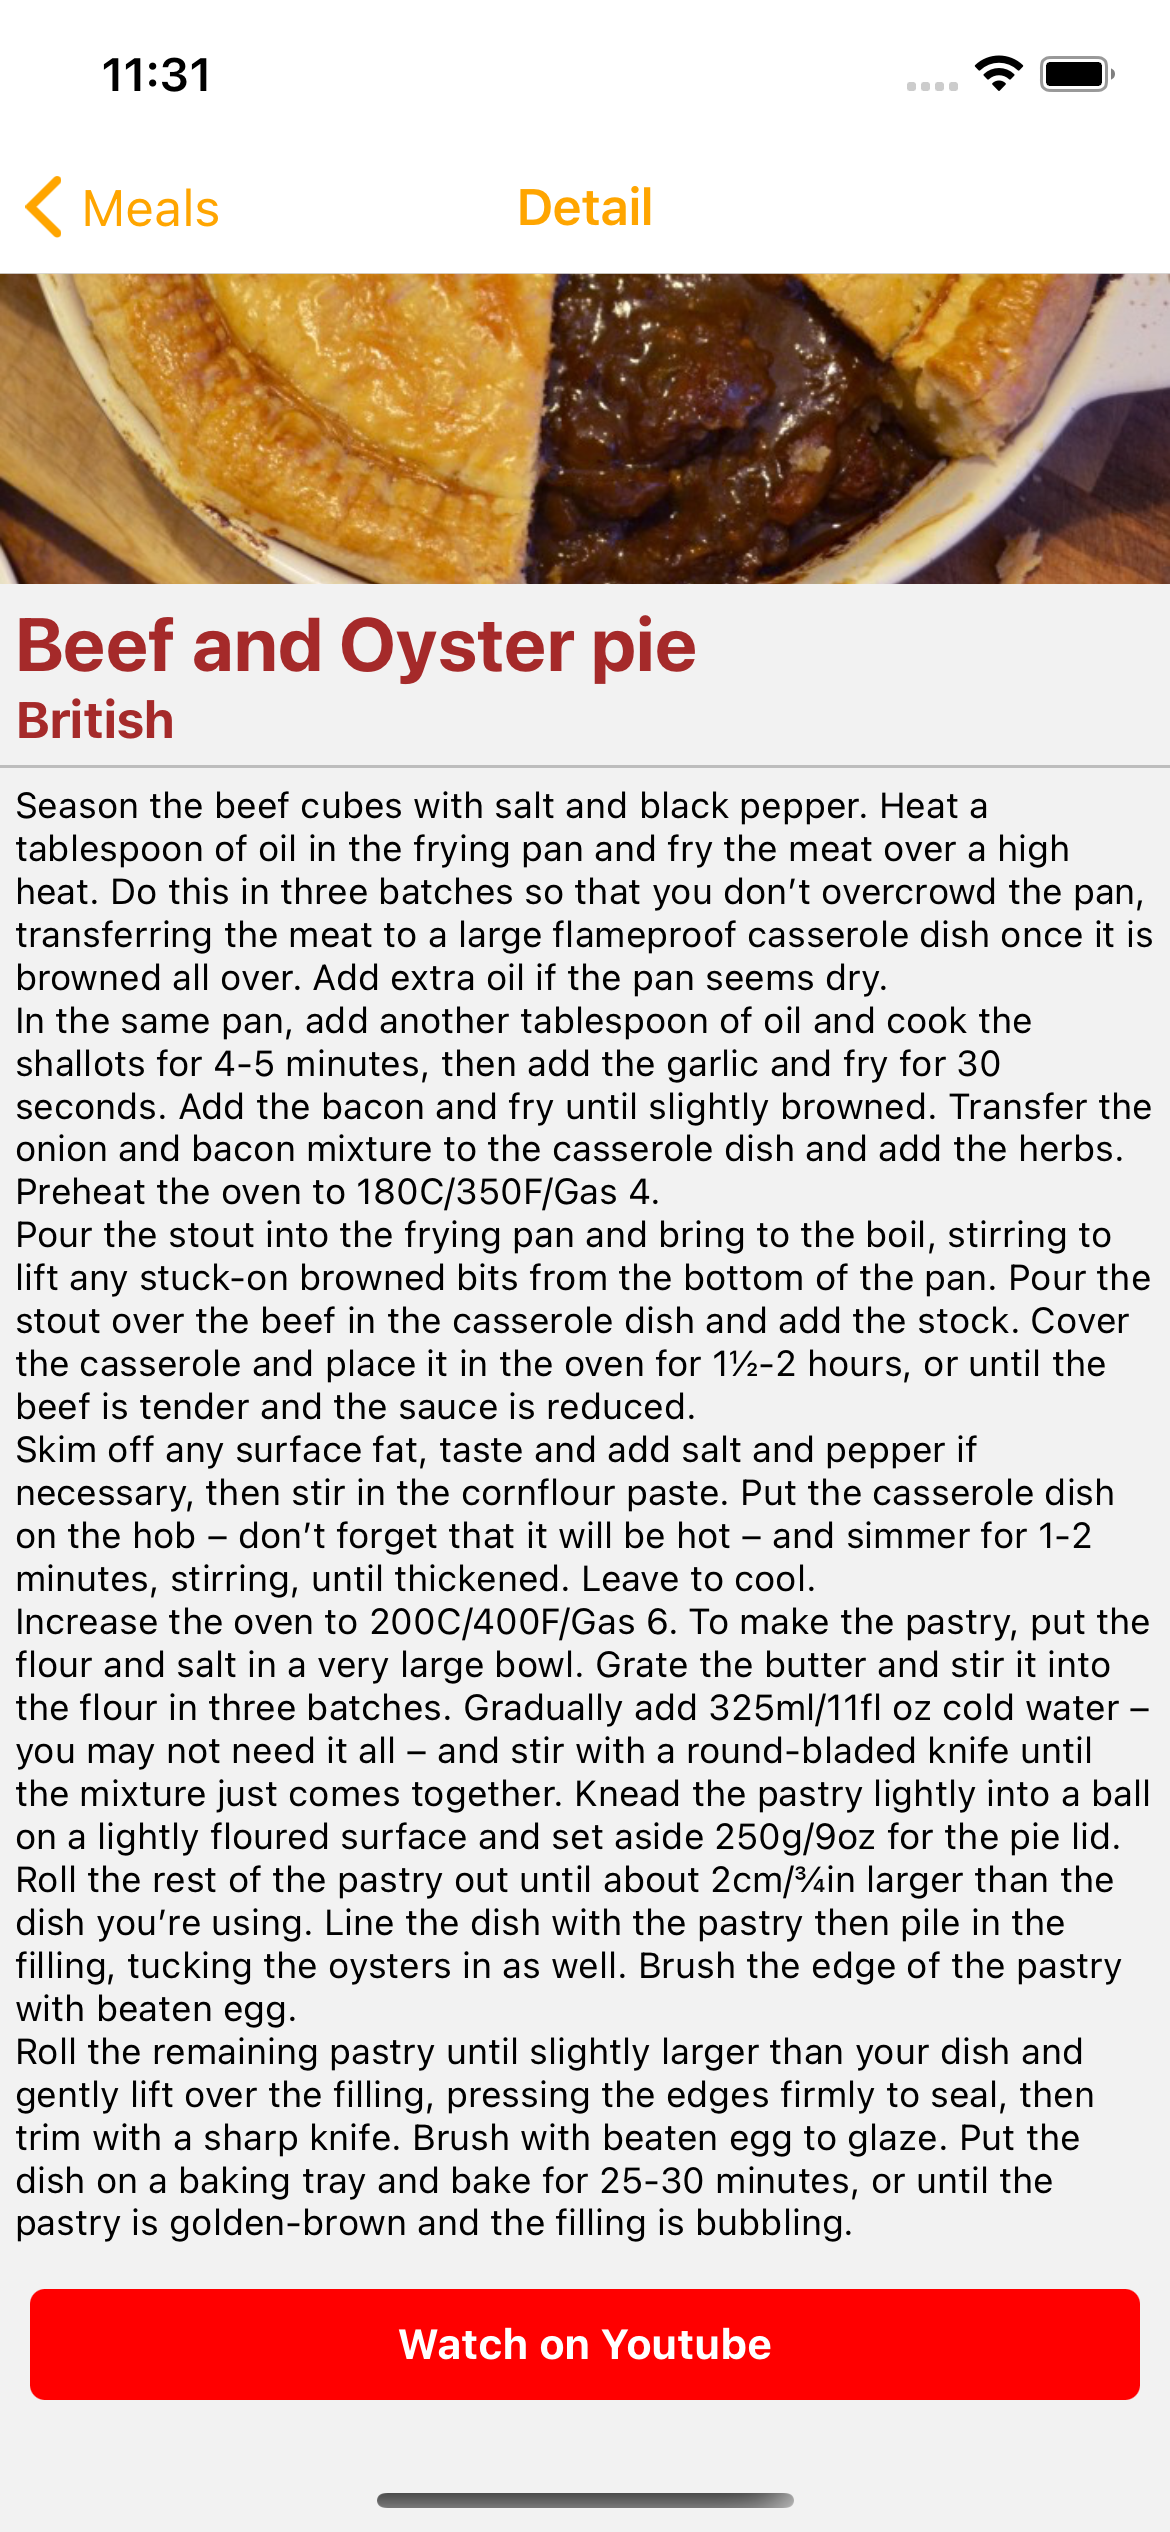 11:31
Meals
Detail
Beef and Oyster pie
British
Season the beef cubes with salt and black pepper. Heat a
tablespoon of oil in the frying pan and fry the meat over a high
heat. Do this in three batches so that you don’t overcrowd the pan,
transferring the meat to a large flameproof casserole dish once it is
browned all over. Add extra oil if the pan seems dry.
In the same pan, add another tablespoon of oil and cook the
shallots for 4-5 minutes, then add the garlic and fry for 30
seconds. Add the bacon and fry until slightly browned. Transfer the
onion and bacon mixture to the casserole dish and add the herbs.
Preheat the oven to 180C/350F/Gas 4.
Pour the stout into the frying pan and bring to the boil, stirring to
lift any stuck-on browned bits from the bottom of the pan. Pour the
stout over the beef in the casserole dish and add the stock. Cover
the casserole and place it in the oven for 1½-2 hours, or until the
beef is tender and the sauce is reduced.
Skim off any surface fat, taste and add salt and pepper if
necessary, then stir in the cornflour paste. Put the casserole dish
on the hob – don’t forget that it will be hot – and simmer for 1-2
minutes, stirring, until thickened. Leave to cool.
Increase the oven to 200C/400F/Gas 6. To make the pastry, put the
flour and salt in a very large bowl. Grate the butter and stir it into
the flour in three batches. Gradually add 325ml/11fl oz cold water –
you may not need it all – and stir with a round-bladed knife until
the mixture just comes together. Knead the pastry lightly into a ball
on a lightly floured surface and set aside 250g/9oz for the pie lid.
Roll the rest of the pastry out until about 2cm/¾in larger than the
dish you’re using. Line the dish with the pastry then pile in the
filling, tucking the oysters in as well. Brush the edge of the pastry
with beaten egg.
Roll the remaining pastry until slightly larger than your dish and
gently lift over the filling, pressing the edges firmly to seal, then
trim with a sharp knife. Brush with beaten egg to glaze. Put the
dish on a baking tray and bake for 25-30 minutes, or until the
pastry is golden-brown and the filling is bubbling.
Watch on Youtube